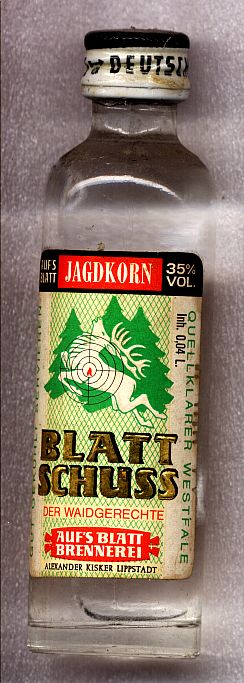 DEUTSCH
AUFS BLATT
JAGDKORN
35% VOL.
QUELLKLARER WESTFALE
Inh. 0,04 L.
A
BLATT
SCHUSS
DER WAIDGERECHTE
AUFS BLATT
BRENNEREI
ALEXANDER KISKER LIPPSTADT